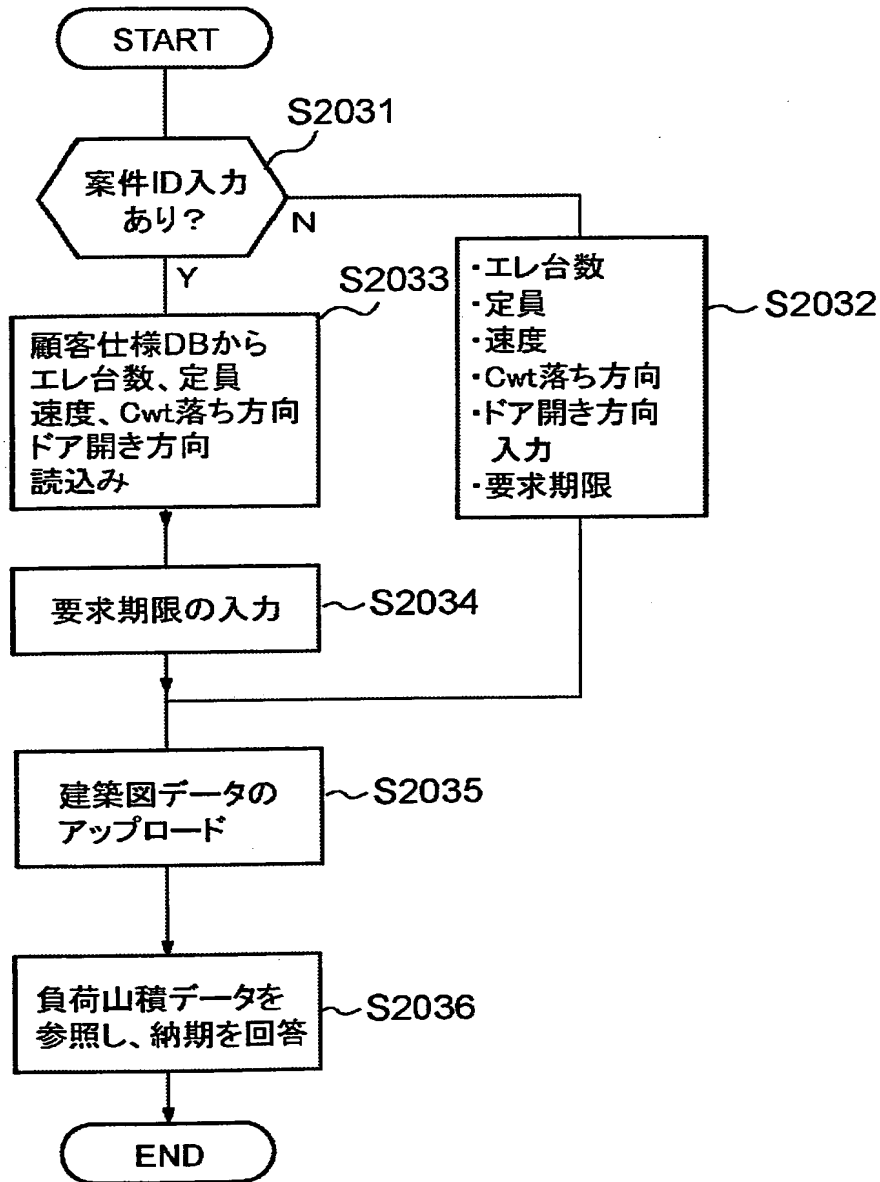 START
S2031
案件ID入力
あり？
N
Y
S2033
顧客仕様DBから
エレ台数、定員
速度、Cwt落ち方向
ドア開き方向
読込み
・エレ台数
・定員
・速度
・Cwt落ち方向
・ドア開き方向
入力
・要求期限
S2032
要求期限の入力
S2034
建築図データの
アップロード
S2035
負荷山積データを
参照し、納期を回答
S2036
END